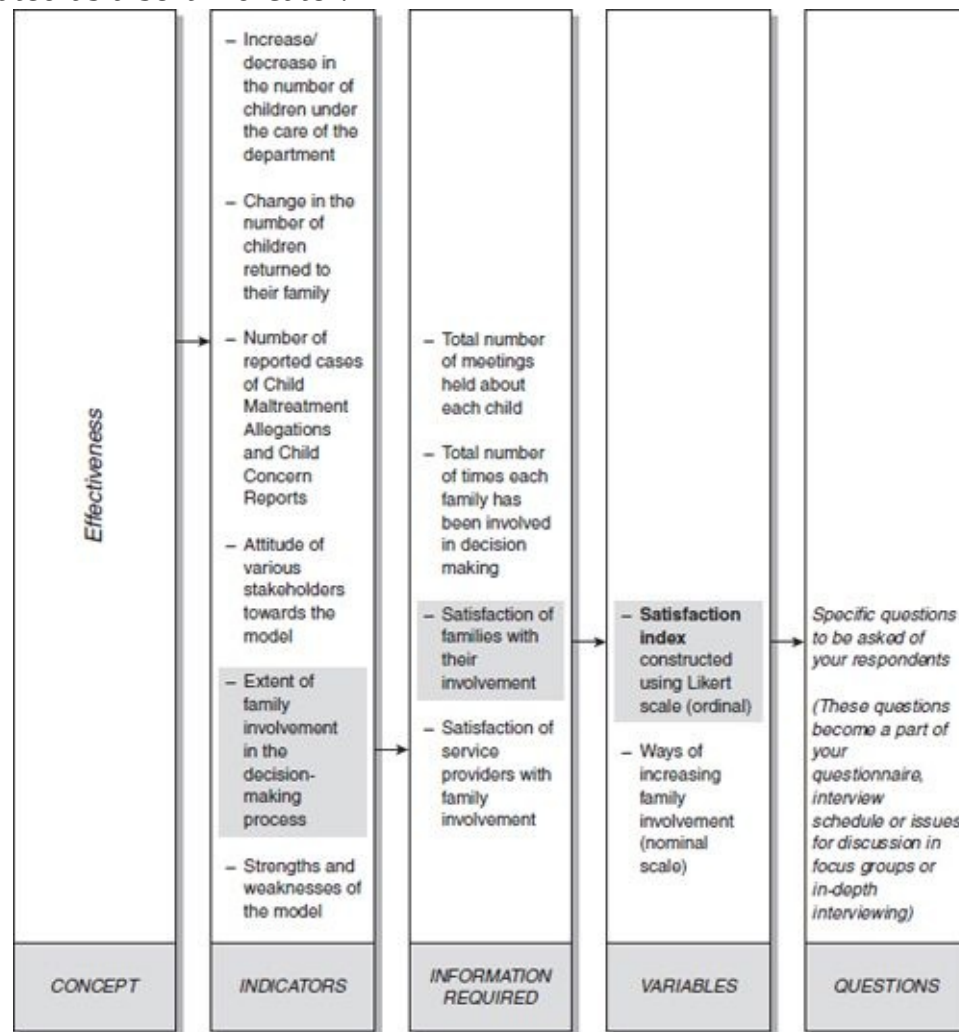 Effectiveness
CONCEPT
– Increase/
decrease in
the number of
children under
the care of the
department
– Change in the
number of
children
returned to
their family
– Number of
reported cases
of Child
Maltreatment
Allegations
and Child
Concern
Reports
– Attitude of
various
stakeholders
towards the
model
– Extent of
family
involvement
in the
decision-
making
process
– Strengths and
weaknesses of
the model
INDICATORS
– Total number
of meetings
held about
each child
– Total number
of times each
family has
been involved
in decision
making
– Satisfaction of
families with
their
involvement
– Satisfaction of
service
providers with
family
involvement
INFORMATION
REQUIRED
– Satisfaction
index
constructed
using Likert
scale (ordinal)
– Ways of
increasing
family
involvement
(nominal
scale)
VARIABLES
Specific questions
to be asked of
your respondents
(These questions
become a part of
your
questionnaire,
interview
schedule or issues
for discussion in
focus groups or
in-depth
interviewing)
QUESTIONS